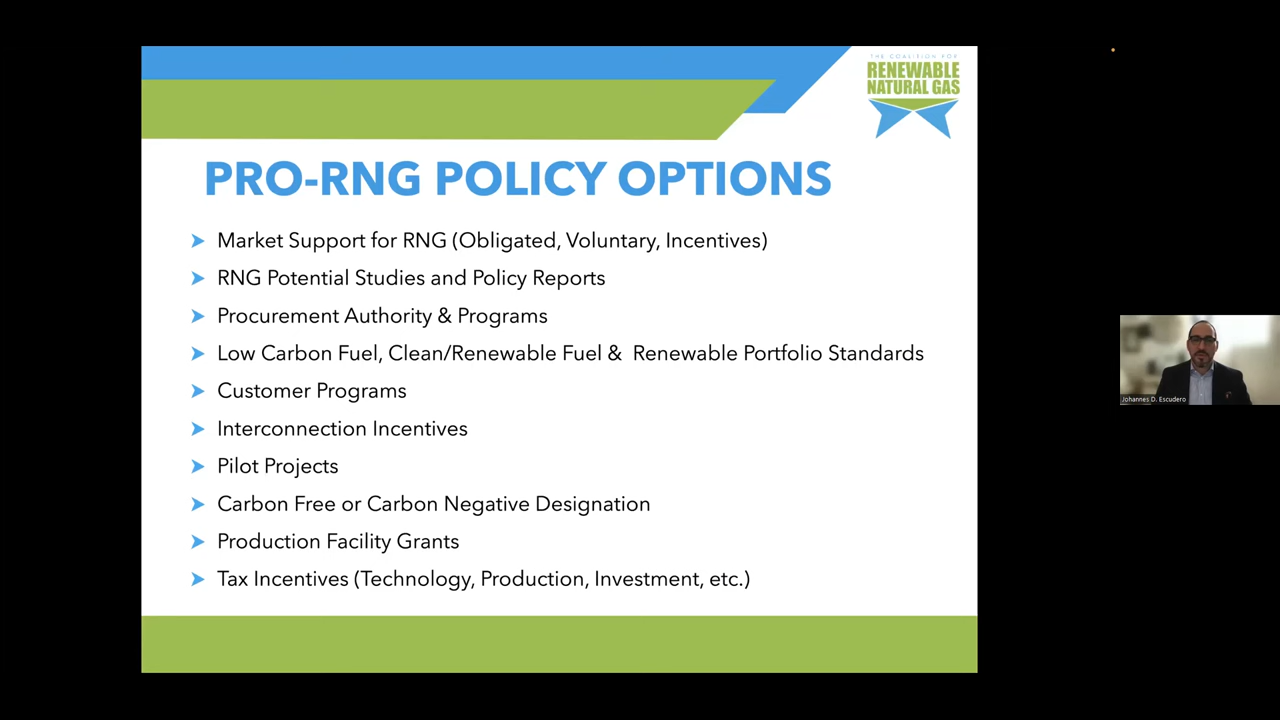 THE COALITION FOR
RENEWABLE
NATURAL GAS
PRO-RNG POLICY OPTIONS
Market Support for RNG (Obligated, Voluntary, Incentives)
RNG Potential Studies and Policy Reports
Procurement Authority & Programs
Low Carbon Fuel, Clean/Renewable Fuel & Renewable Portfolio Standards
Customer Programs
Interconnection Incentives
Pilot Projects
Carbon Free or Carbon Negative Designation
Production Facility Grants
Tax Incentives (Technology, Production, Investment, etc.)
Johannes D. Escudero